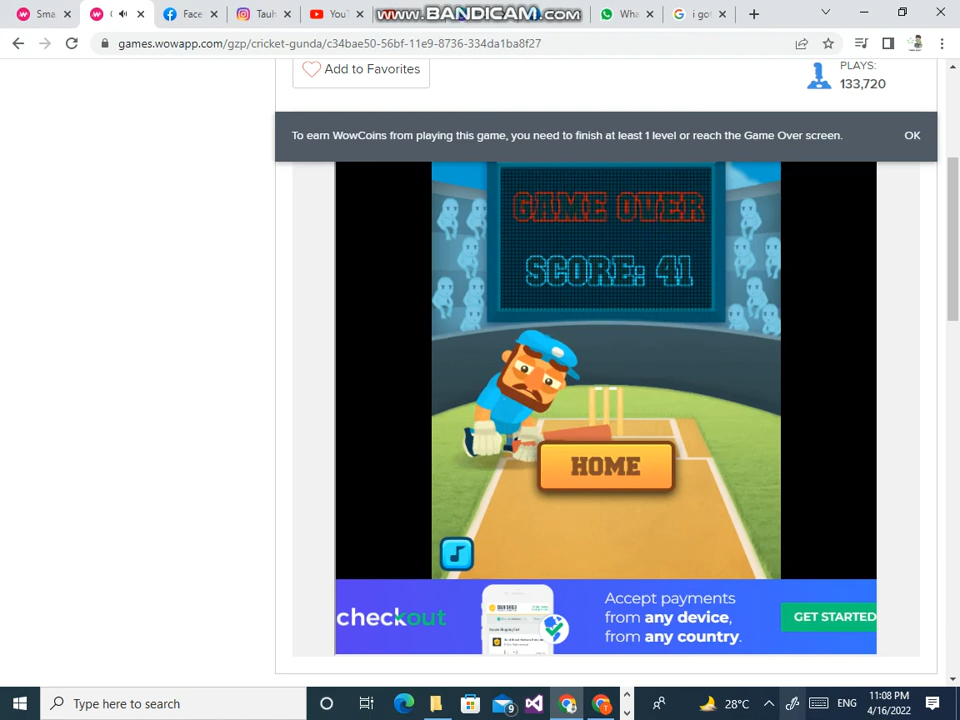 Sma
Face
Tauh
YouT
www.BANDICAM.com
Wha
i got
games.wowapp.com/gzp/cricket-gunda/c34bae50-56bf-11e9-8736-334da1ba8f27
Add to Favorites
PLAYS:
133,720
To earn WowCoins from playing this game, you need to finish at least 1 level or reach the Game Over screen.
OK
GAME OVER
SCORE: 41
HOME
checkout
Accept payments
from any device,
from any country.
GET STARTED
Type here to search
9
28°C
ENG
11:08 PM
4/16/2022